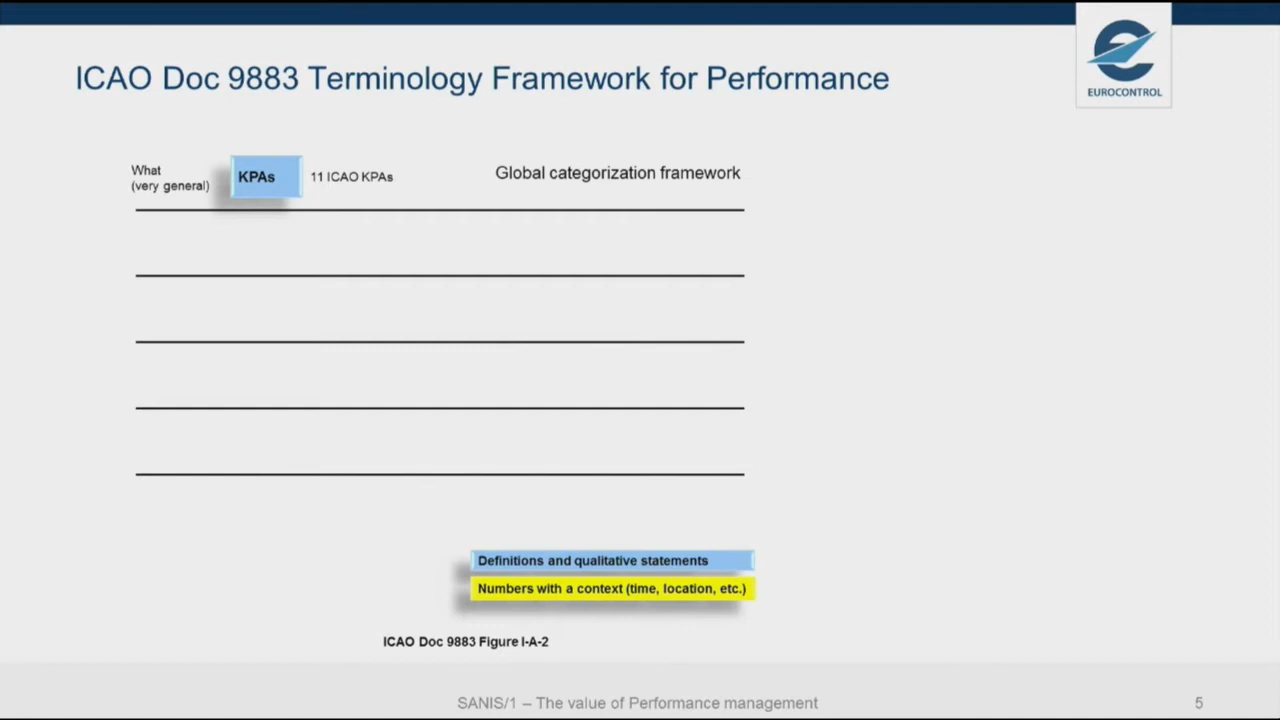 ICAO Doc 9883 Terminology Framework for Performance
EUROCONTROL
What
(very general)
KPAs
11 ICAO KPAs
Global categorization framework
Definitions and qualitative statements
Numbers with a context (time, location, etc.)
ICAO Doc 9883 Figure I-A-2
SANIS/1 – The value of Performance management
5